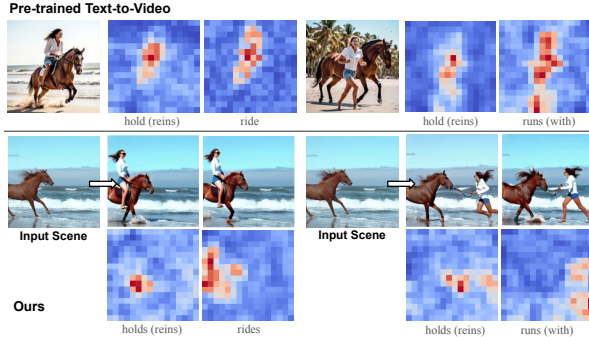 Pre-trained Text-to-Video
hold (reins)
ride
hold (reins)
runs (with)
Input Scene
Input Scene
Ours
holds (reins)
rides
holds (reins)
runs (with)